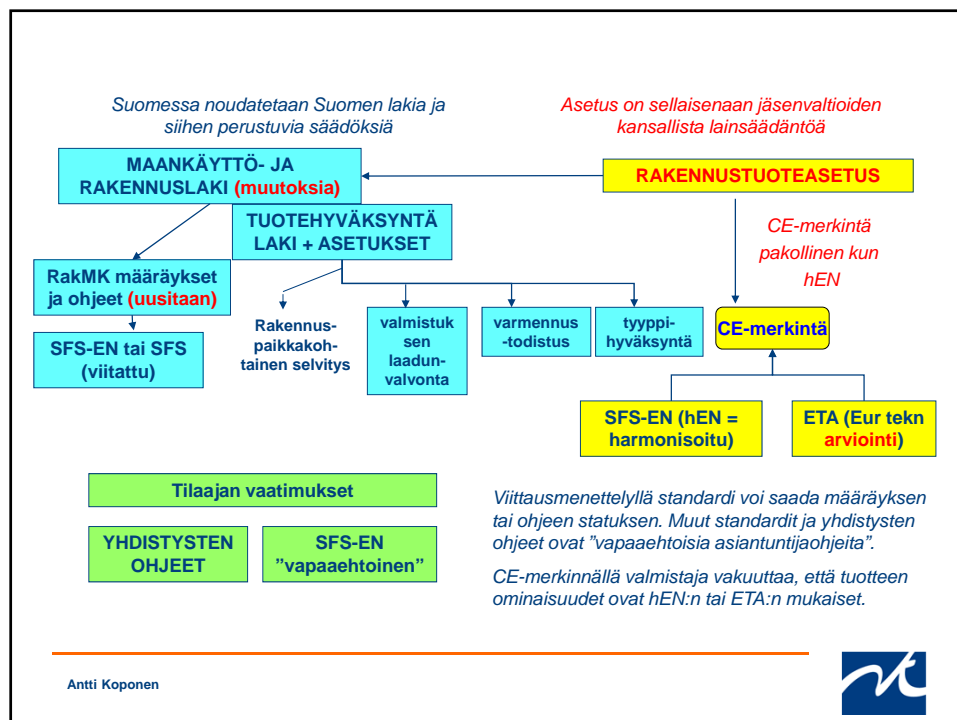 Suomessa noudatetaan Suomen lakia ja
siihen perustuvia säädöksiä
Asetus on sellaisenaan jäsenvaltioiden
kansallista lainsäädäntöä
MAANKÄYTTÖ- JA
RAKENNUSLAKI (muutoksia)
RAKENNUSTUOTEASETUS
TUOTEHYVÄKSYNTÄ
LAKI + ASETUKSET
CE-merkintä
pakollinen kun
hEN
RakMK määräykset
ja ohjeet (uusitaan)
SFS-EN tai SFS
(viitattu)
Rakennus-
paikkakoh-
tainen selvitys
valmistuk
sen
laadun-
valvonta
varmennus
-todistus
tyyppi-
hyväksyntä
CE-merkintä
SFS-EN (hEN =
harmonisoitu)
ETA (Eur tekn
arviointi)
Tilaajan vaatimukset
YHDISTYSTEN
OHJEET
SFS-EN
”vapaaehtoinen”
Viittausmenettelyllä standardi voi saada määräyksen
tai ohjeen statuksen. Muut standardit ja yhdistysten
ohjeet ovat ”vapaaehtoisia asiantuntijaohjeita”.
CE-merkinnällä valmistaja vakuuttaa, että tuotteen
ominaisuudet ovat hEN:n tai ETA:n mukaiset.
Antti Koponen